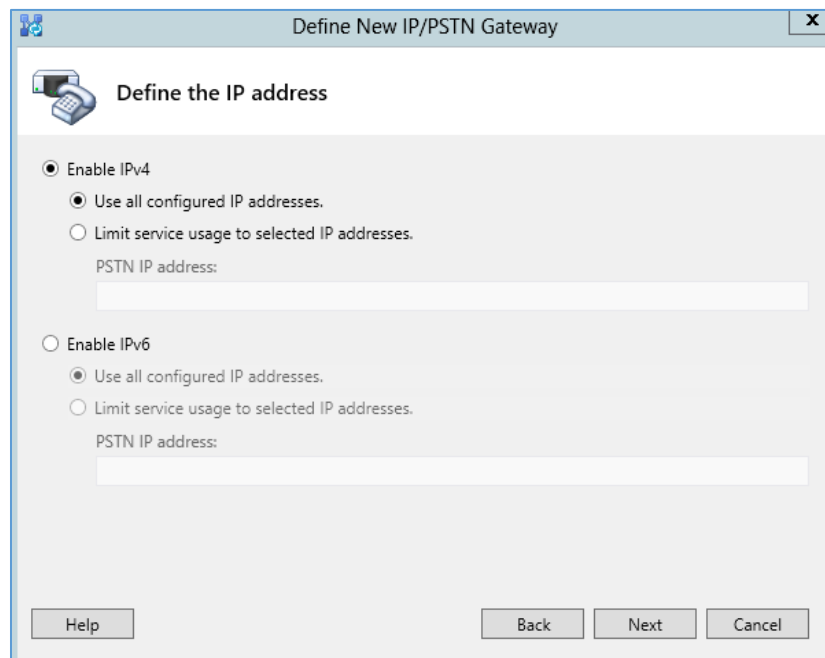 Define New IP/PSTN Gateway
x
Define the IP address
Enable IPv4
Use all configured IP addresses.
Limit service usage to selected IP addresses.
PSTN IP address:
Enable IPv6
Use all configured IP addresses.
Limit service usage to selected IP addresses.
PSTN IP address:
Help Back Next Cancel